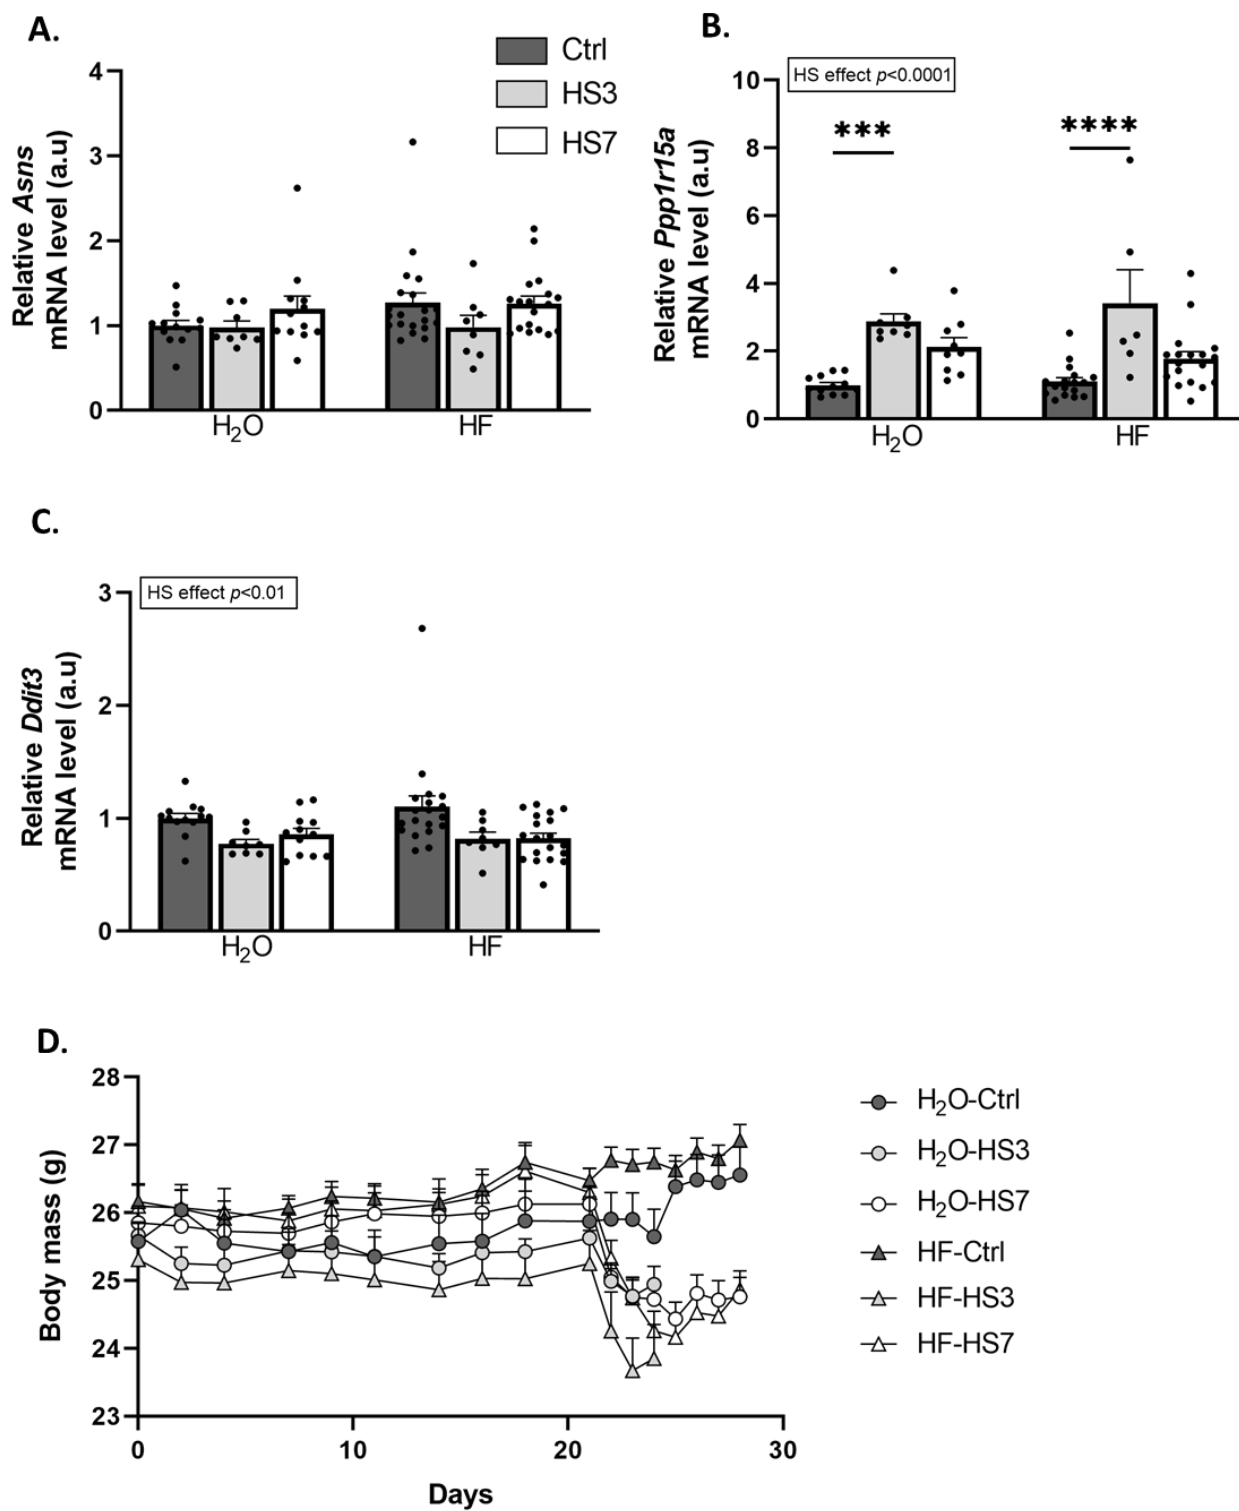 A.
Relative Asns
mRNA level (a.u)
4
3
2
1
0
H₂O
HF
Ctrl
HS3
HS7
B.
Relative Ppp1r15a
mRNA level (a.u)
10
8
6
4
2
0
HS effect p<0.0001
***
****
H₂O
HF
C.
Relative Ddit3
mRNA level (a.u)
3
2
1
0
HS effect p<0.01
H₂O
HF
D.
Body mass (g)
28
27
26
25
24
23
0
10
20
30
Days
H₂O-Ctrl
H₂O-HS3
H₂O-HS7
HF-Ctrl
HF-HS3
HF-HS7